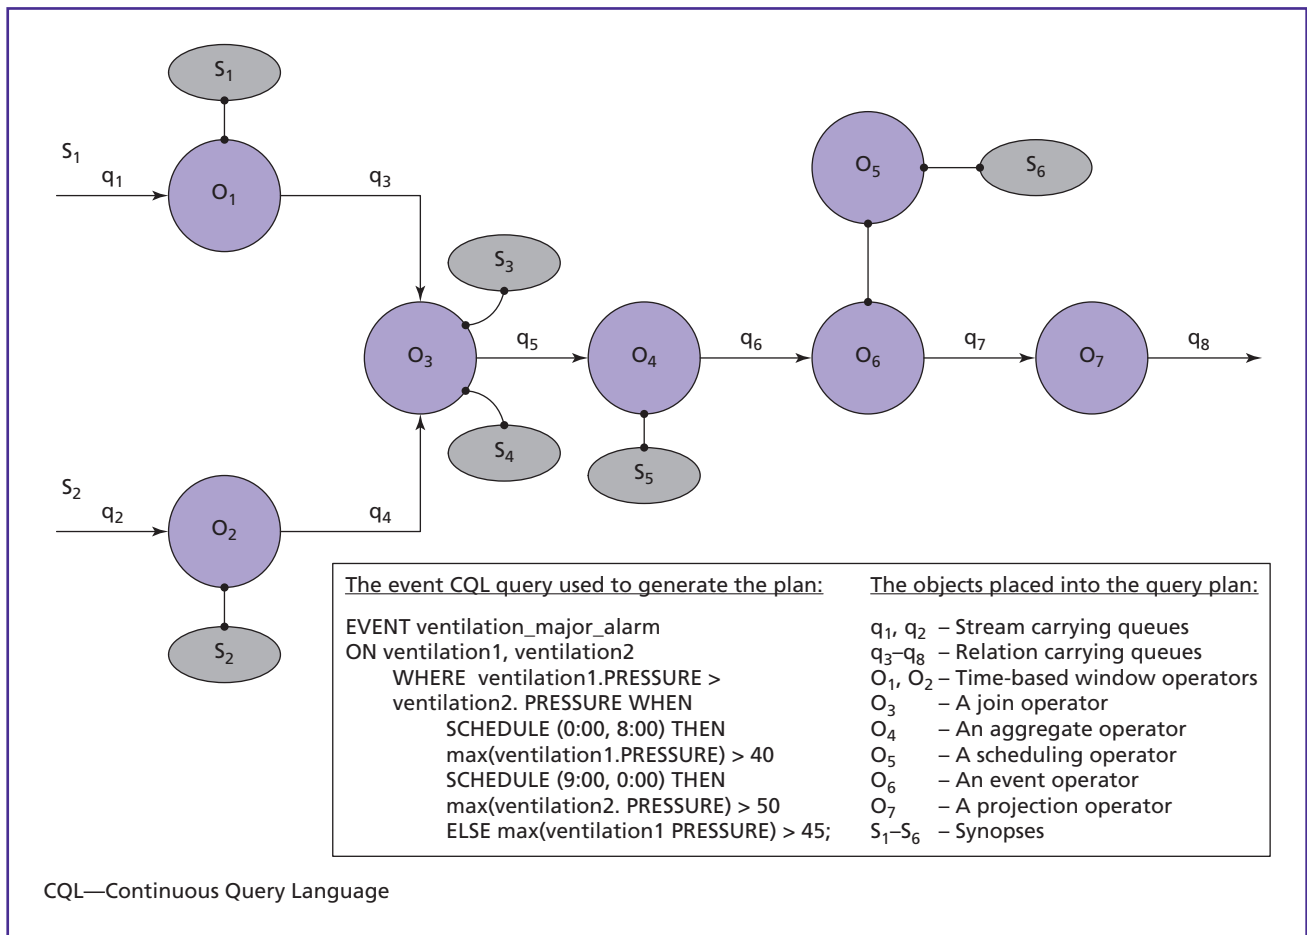 S1
S1
q1
O1
q3
O5
S6
S3
O3
q5
O4
q6
O6
q7
O7
q8
S4
S5
S2
q2
O2
q4
S2
The event CQL query used to generate the plan:
EVENT ventilation_major_alarm
ON ventilation1, ventilation2
WHERE ventilation1.PRESSURE >
ventilation2. PRESSURE WHEN
SCHEDULE (0:00, 8:00) THEN
max(ventilation1.PRESSURE) > 40
SCHEDULE (9:00, 0:00) THEN
max(ventilation2. PRESSURE) > 50
ELSE max(ventilation1 PRESSURE) > 45;
The objects placed into the query plan:
q1, q2 – Stream carrying queues
q3–q8 – Relation carrying queues
O1, O2 – Time-based window operators
O3 – A join operator
O4 – An aggregate operator
O5 – A scheduling operator
O6 – An event operator
O7 – A projection operator
S1–S6 – Synopses
CQL—Continuous Query Language